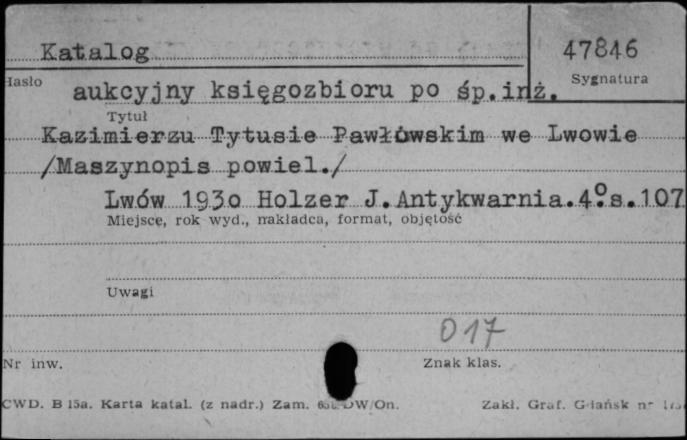 Katalog 47846
Hasło Sygnatura
aukcyjny księgozbioru po śp.inż.
Tytuł
Kazimierzu Tytusie Pawłowskim we Lwowie
/Maszynopis powiel./
Lwów 1930 Holzer J.Antykwarnia.4°s.107
Miejsce, rok wyd., nakładca, format, objętość
Uwagi
017
Nr inw. Znak klas.
CWD. B 15a. Karta katal. (z nadr.) Zam. DW/On. Zakł. Graf. Gdańsk